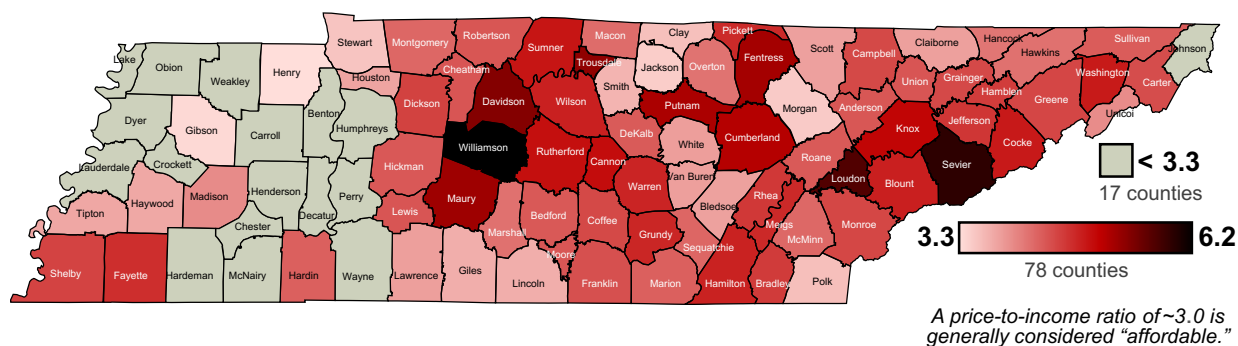 Stewart
Montgomery
Robertson
Sumner
Macon
Clay
Pickett
Scott
Campbell
Claiborne
Hancock
Hawkins
Sullivan
Johnson
Lake
Obion
Weakley
Henry
Houston
Cheatham
Trousdale
Smith
Jackson
Overton
Fentress
Morgan
Anderson
Union
Grainger
Hamblen
Greene
Washington
Carter
Unicoi
Dyer
Gibson
Carroll
Benton
Humphreys
Dickson
Davidson
Wilson
Putnam
DeKalb
White
Cumberland
Roane
Knox
Jefferson
Cocke
Sevier
Lauderdale
Crockett
Henderson
Decatur
Perry
Hickman
Williamson
Rutherford
Cannon
Warren
Van Buren
Bledsoe
Rhea
Meigs
Loudon
Blount
Monroe
McMinn
Tipton
Haywood
Madison
Chester
Lewis
Maury
Marshall
Bedford
Coffee
Grundy
Sequatchie
Moore
Shelby
Fayette
Hardeman
McNairy
Hardin
Wayne
Lawrence
Giles
Lincoln
Franklin
Marion
Hamilton
Bradley
Polk
< 3.3
17 counties
3.3
6.2
78 counties
A price-to-income ratio of ~3.0 is
generally considered “affordable.”